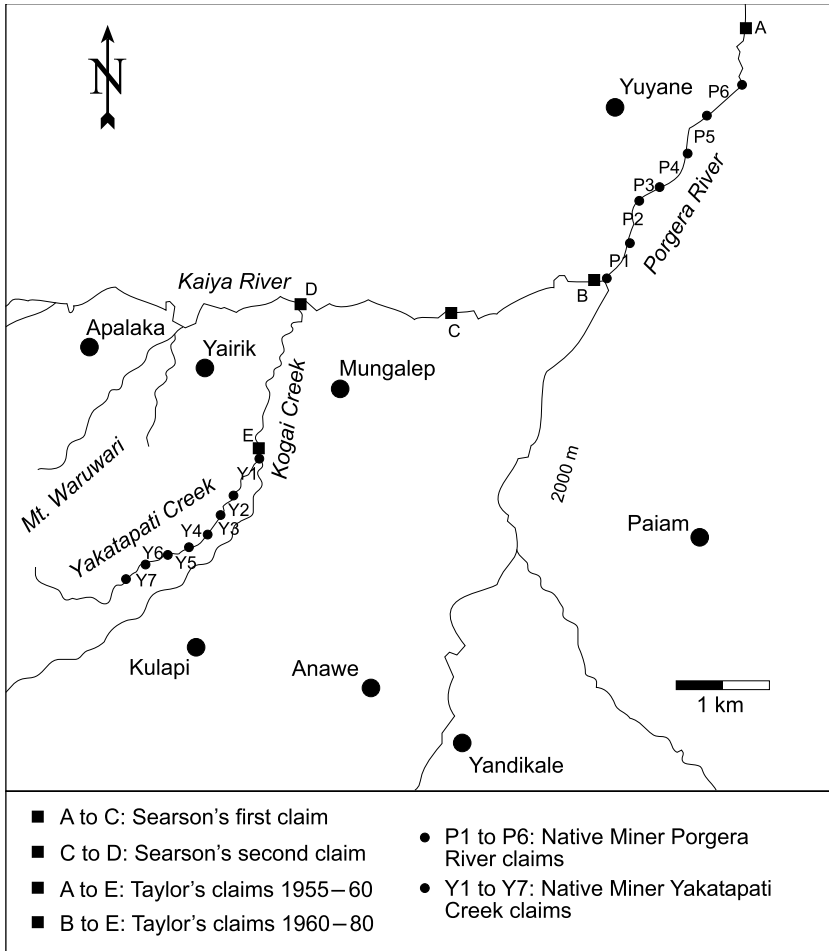 N
A
Yuyane
P6
P5
P4
P3
P2
P1
Porgera River
Kaiya River
D
B
C
Apalaka
Yairik
Mungalep
Kogai Creek
E
Mt. Waruwari
Y1
Yakatapati Creek
Y2
Y3
Y4
Y5
Y6
Y7
2000 m
Paiam
Kulapi
Anawe
1 km
Yandikale
A to C: Searson's first claim
C to D: Searson's second claim
A to E: Taylor's claims 1955–60
B to E: Taylor's claims 1960–80
P1 to P6: Native Miner Porgera
River claims
Y1 to Y7: Native Miner Yakatapati
Creek claims